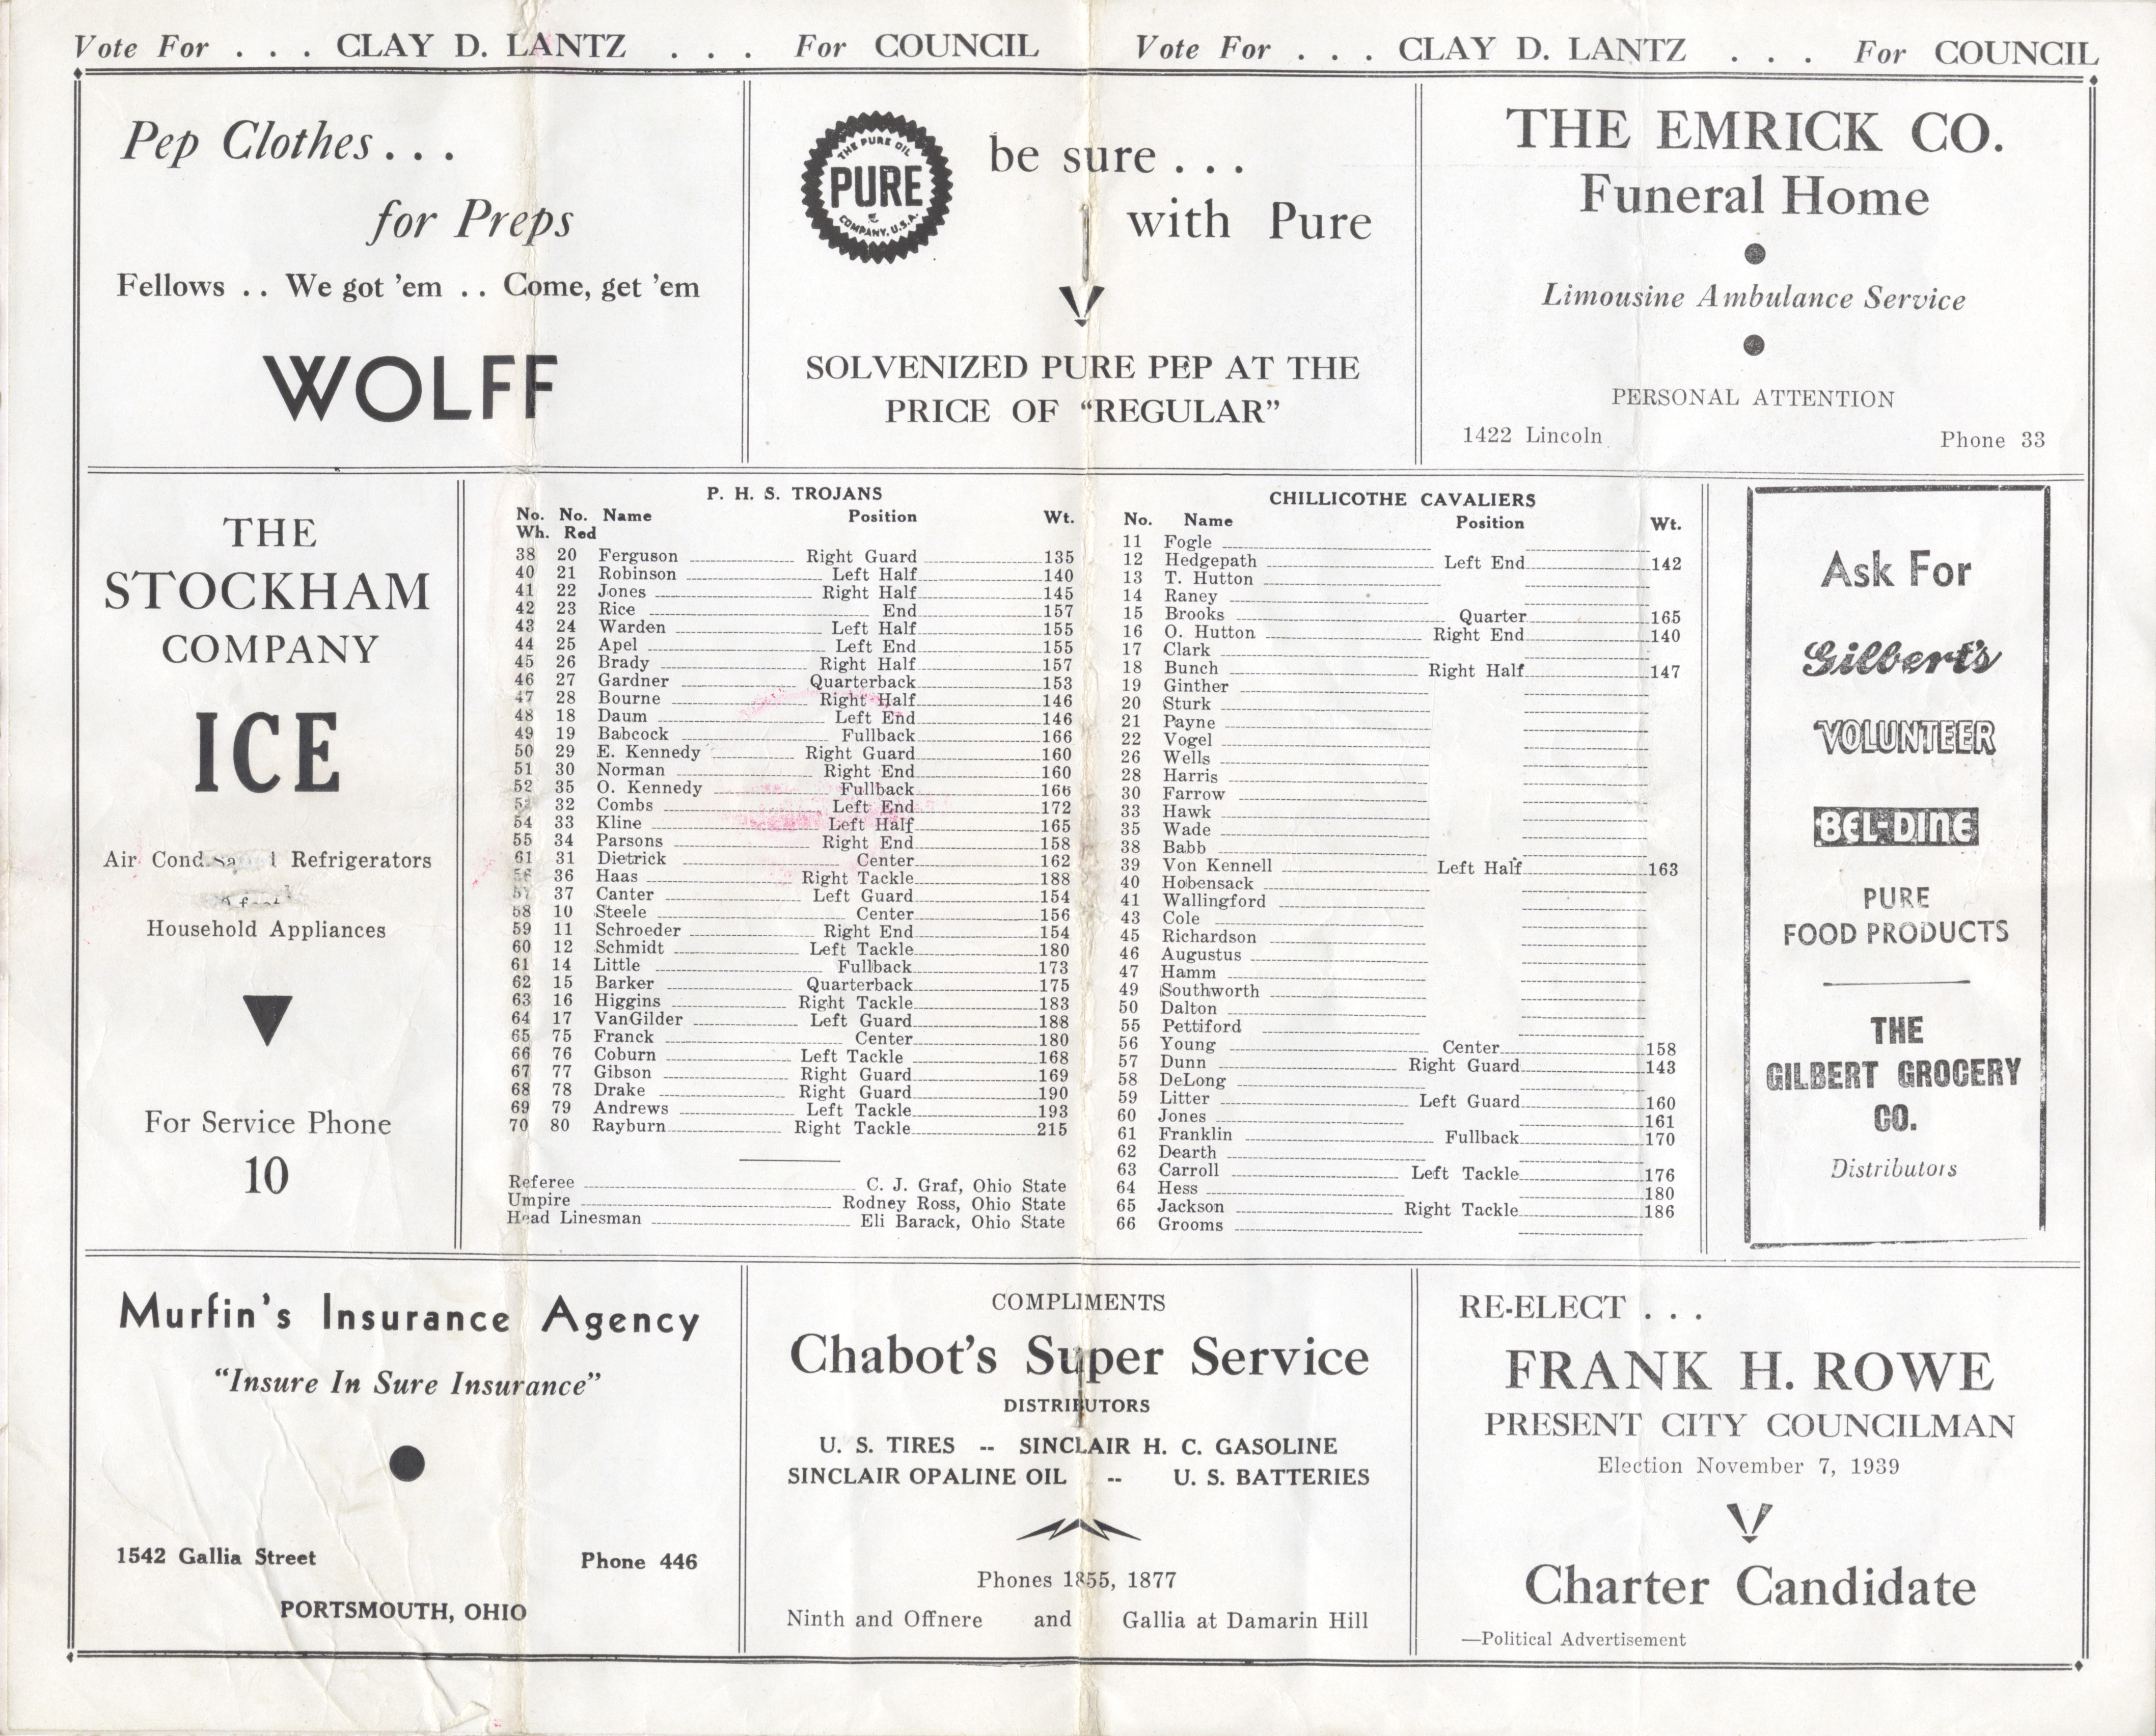 Vote For . . . CLAY D. LANTZ . . . For COUNCIL Vote For . . . CLAY D. LANTZ . . . For COUNCIL
Pep Clothes . . .
for Preps
Fellows . . We got 'em . . Come, get 'em
WOLFF
THE PURE OIL
PURE
COMPANY, U.S.A.
be sure . . .
with Pure
SOLVENIZED PURE PEP AT THE
PRICE OF “REGULAR”
THE EMRICK CO.
Funeral Home
Limousine Ambulance Service
PERSONAL ATTENTION
1422 Lincoln Phone 33
THE
STOCKHAM
COMPANY
ICE
Air Refrigerators
Household Appliances
For Service Phone
10
P. H. S. TROJANS
No. No. Name Position Wt.
Wh. Red
38 20 Ferguson Right Guard 135
40 21 Robinson Left Half 140
41 22 Jones Right Half 145
42 23 Rice End 157
43 24 Warden Left Half 155
44 25 Apel Left End 155
45 26 Brady Right Half 157
46 27 Gardner Quarterback 153
47 28 Bourne Right Half 146
48 18 Daum Left End 146
49 19 Babcock Fullback 166
50 29 E. Kennedy Right Guard 160
51 30 Norman Right End 160
52 35 O. Kennedy Fullback 166
32 Combs Left End 172
54 33 Kline Left Half 165
55 34 Parsons Right End 158
61 31 Dietrick Center 162
56 36 Haas Right Tackle 188
57 37 Canter Left Guard 154
58 10 Steele Center 156
59 11 Schroeder Right End 154
60 12 Schmidt Left Tackle 180
61 14 Little Fullback 173
62 15 Barker Quarterback 175
63 16 Higgins Right Tackle 183
64 17 VanGilder Left Guard 188
65 75 Franck Center 180
66 76 Coburn Left Tackle 168
67 77 Gibson Right Guard 169
68 78 Drake Right Guard 190
69 79 Andrews Left Tackle 193
70 80 Rayburn Right Tackle 215
Referee C. J. Graf, Ohio State
Umpire Rodney Ross, Ohio State
Head Linesman Eli Barack, Ohio State
CHILLICOTHE CAVALIERS
No. Name Position Wt.
11 Fogle
12 Hedgepath Left End 142
13 T. Hutton
14 Raney
15 Brooks Quarter 165
16 O. Hutton Right End 140
17 Clark
18 Bunch Right Half 147
19 Ginther
20 Sturk
21 Payne
22 Vogel
26 Wells
28 Harris
30 Farrow
33 Hawk
35 Wade
38 Babb
39 Von Kennell Left Half 163
40 Hobensack
41 Wallingford
43 Cole
45 Richardson
46 Augustus
47 Hamm
49 Southworth
50 Dalton
55 Pettiford
56 Young Center 158
57 Dunn Right Guard 143
58 DeLong
59 Litter Left Guard 160
60 Jones 161
61 Franklin Fullback 170
62 Dearth
63 Carroll Left Tackle 176
64 Hess 180
65 Jackson Right Tackle 186
66 Grooms
Ask For
Gilbert's
VOLUNTEER
BEL-DINE
PURE
FOOD PRODUCTS
THE
GILBERT GROCERY
CO.
Distributors
Murfin's Insurance Agency
“Insure In Sure Insurance”
1542 Gallia Street Phone 446
PORTSMOUTH, OHIO
COMPLIMENTS
Chabot's Super Service
DISTRIBUTORS
U. S. TIRES -- SINCLAIR H. C. GASOLINE
SINCLAIR OPALINE OIL -- U. S. BATTERIES
Phones 1855, 1877
Ninth and Offnere and Gallia at Damarin Hill
RE-ELECT . . .
FRANK H. ROWE
PRESENT CITY COUNCILMAN
Election November 7, 1939
Charter Candidate
—Political Advertisement